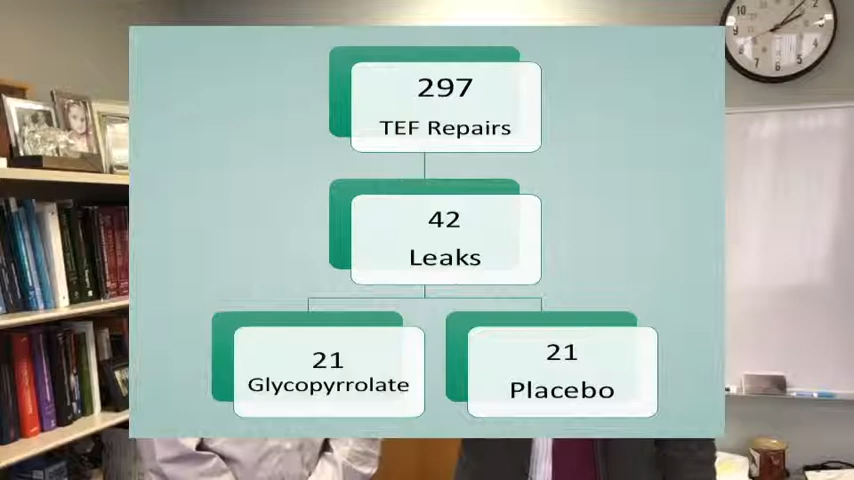 297
TEF Repairs
42
Leaks
21
Glycopyrrolate
21
Placebo